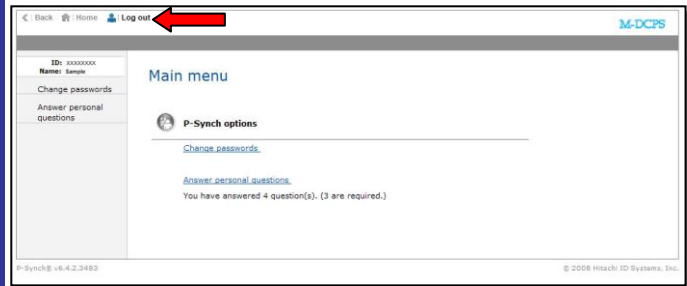 Back Home Log out
M-DCPS
ID: xxxxxxxx
Name: Sample
Change passwords
Answer personal
questions
Main menu
P-Synch options
Change passwords
Answer personal questions
You have answered 4 question(s). (3 are required.)
P-Synch® v6.4.2.3483
© 2008 Hitachi ID Systems, Inc.